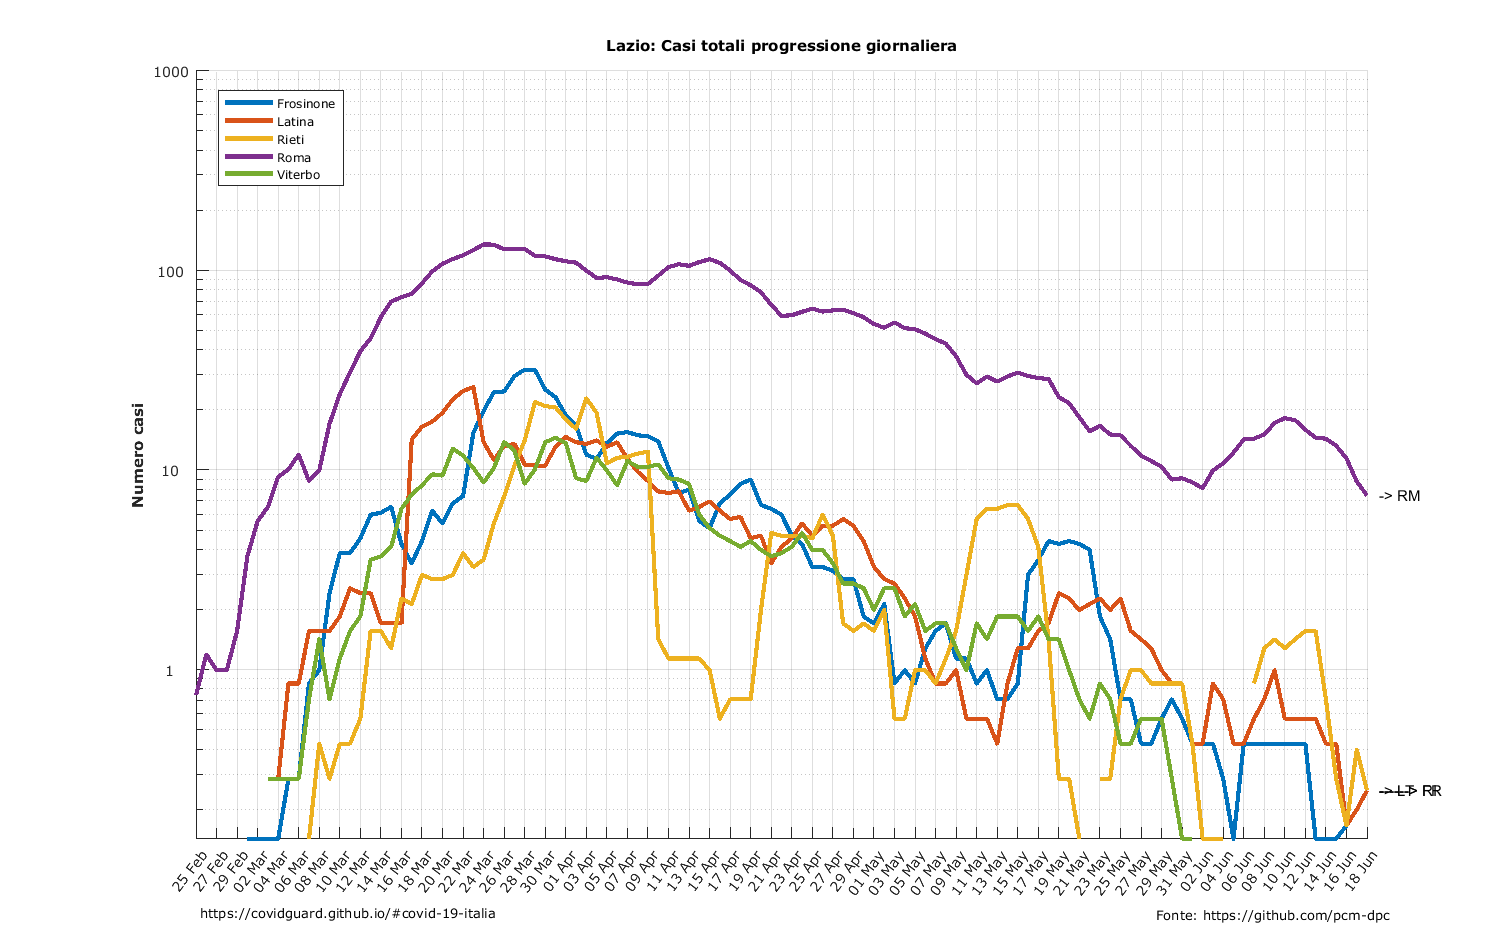 Lazio: Casi totali progressione giornaliera
1000
100
10
1
Numero casi
Frosinone
Latina
Rieti
Roma
Viterbo
-> RM
25 Feb
27 Feb
29 Feb
02 Mar
04 Mar
06 Mar
08 Mar
10 Mar
12 Mar
14 Mar
16 Mar
18 Mar
20 Mar
22 Mar
24 Mar
26 Mar
28 Mar
30 Mar
01 Apr
03 Apr
05 Apr
07 Apr
09 Apr
11 Apr
13 Apr
15 Apr
17 Apr
19 Apr
21 Apr
23 Apr
25 Apr
27 Apr
29 Apr
01 May
03 May
05 May
07 May
09 May
11 May
13 May
15 May
17 May
19 May
21 May
23 May
25 May
27 May
29 May
31 May
02 Jun
04 Jun
06 Jun
08 Jun
10 Jun
12 Jun
14 Jun
16 Jun
18 Jun
https://covidguard.github.io/#covid-19-italia
Fonte: https://github.com/pcm-dpc